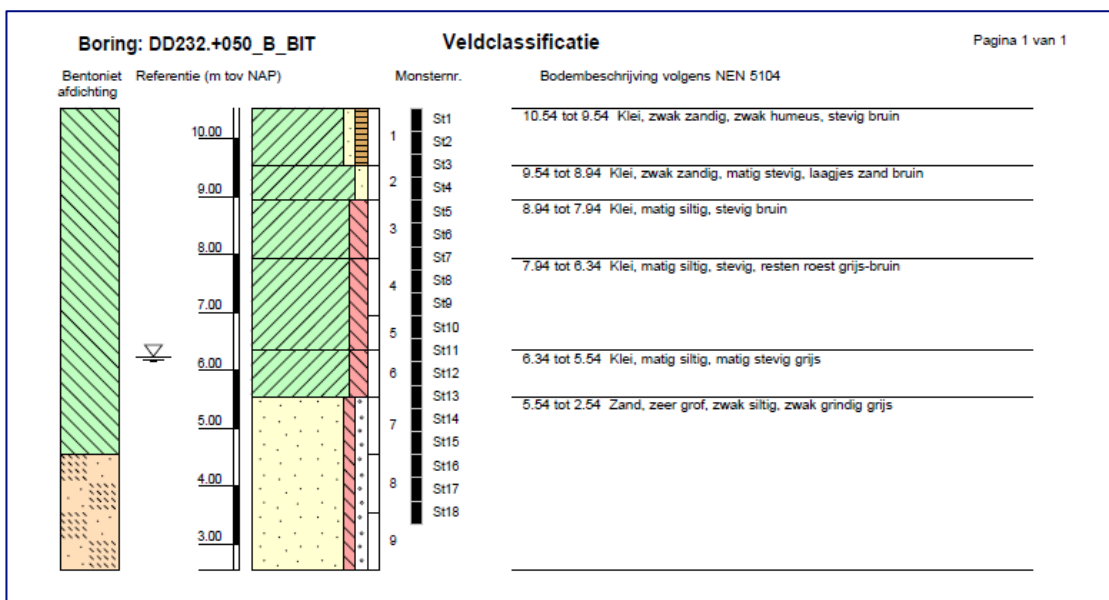 Boring: DD232.+050_B_BIT
Veldclassificatie
Pagina 1 van 1
Bentoniet afdichting
Referentie (m tov NAP)
Monsternr.
Bodembeschrijving volgens NEN 5104
10.00
9.00
8.00
7.00
6.00
5.00
4.00
3.00
1
2
3
4
5
6
7
8
9
St1
St2
St3
St4
St5
St6
St7
St8
St9
St10
St11
St12
St13
St14
St15
St16
St17
St18
10.54 tot 9.54 Klei, zwak zandig, zwak humeus, stevig bruin
9.54 tot 8.94 Klei, zwak zandig, matig stevig, laagjes zand bruin
8.94 tot 7.94 Klei, matig siltig, stevig bruin
7.94 tot 6.34 Klei, matig siltig, stevig, resten roest grijs-bruin
6.34 tot 5.54 Klei, matig siltig, matig stevig grijs
5.54 tot 2.54 Zand, zeer grof, zwak siltig, zwak grindig grijs